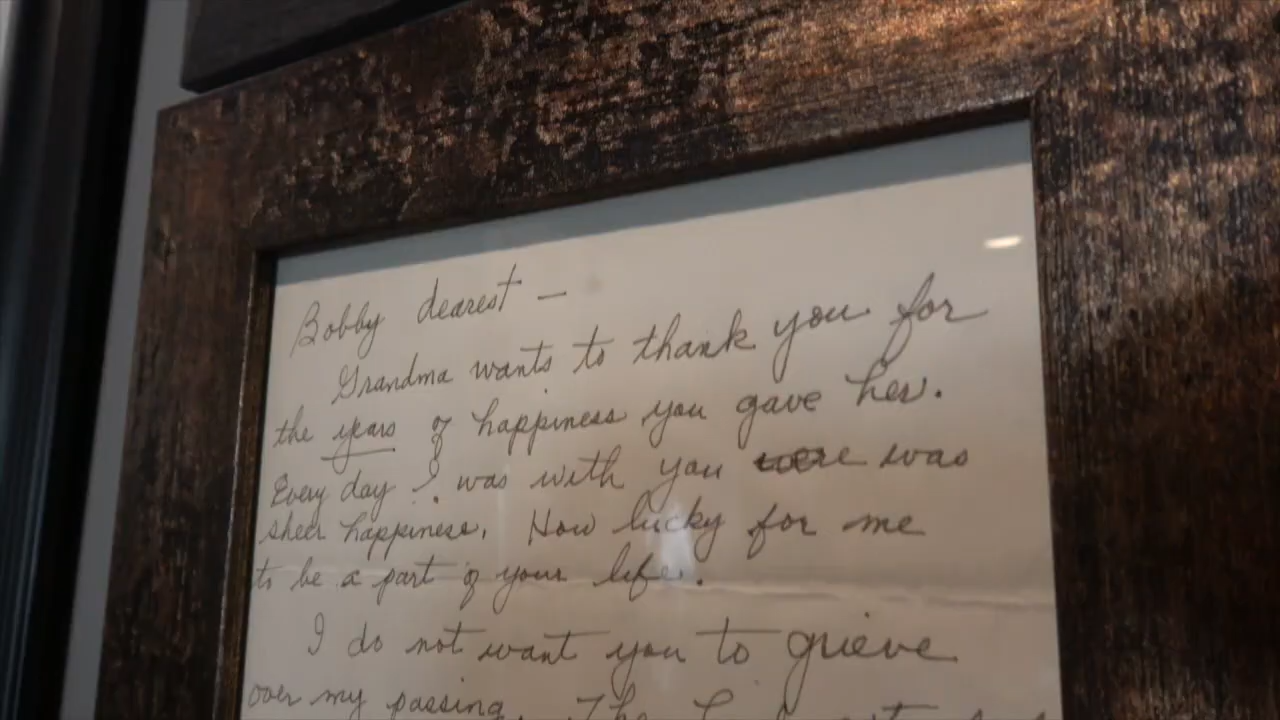 Bobby dearest —
Grandma wants to thank you for
the years of happiness you gave her.
Every day I was with you was
sheer happiness. How lucky for me
to be a part of your life.
I do not want you to grieve
over my passing. The